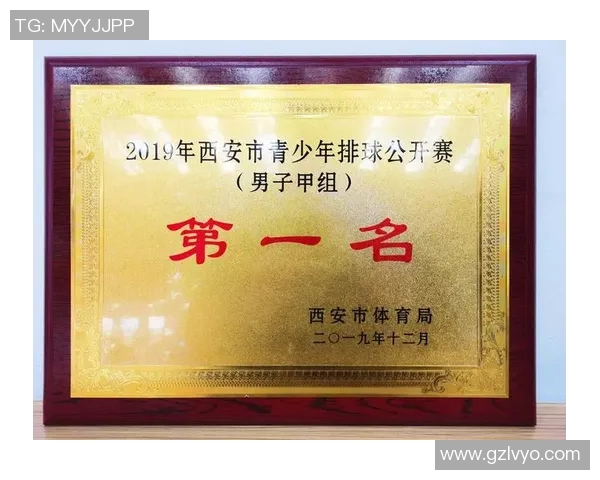 TG: MYYJJPP
2019年西安市青少年排球公开赛
（男子甲组）
第一名
西安市体育局
二〇一九年十二月
www.gzlvyo.com